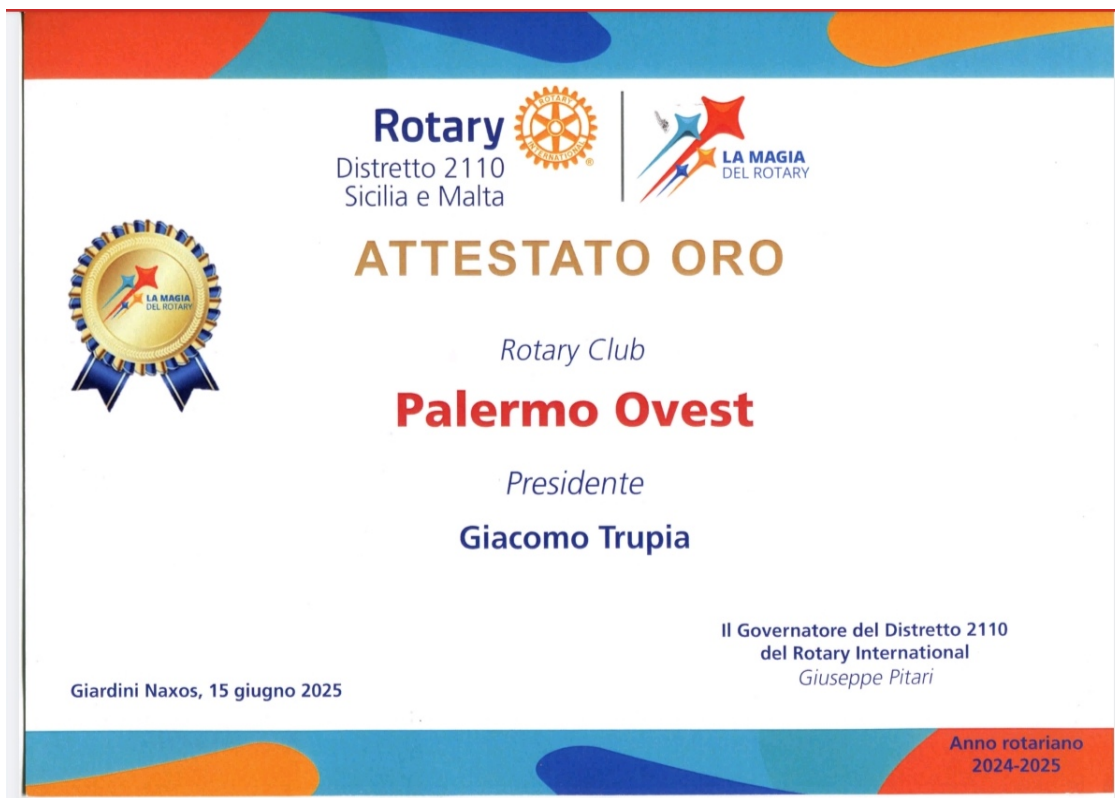 Rotary
Distretto 2110
Sicilia e Malta
ROTARY
INTERNATIONAL
®
LA MAGIA
DEL ROTARY
ATTESTATO ORO
LA MAGIA
DEL ROTARY
Rotary Club
Palermo Ovest
Presidente
Giacomo Trupia
Il Governatore del Distretto 2110
del Rotary International
Giuseppe Pitari
Giardini Naxos, 15 giugno 2025
Anno rotariano
2024-2025